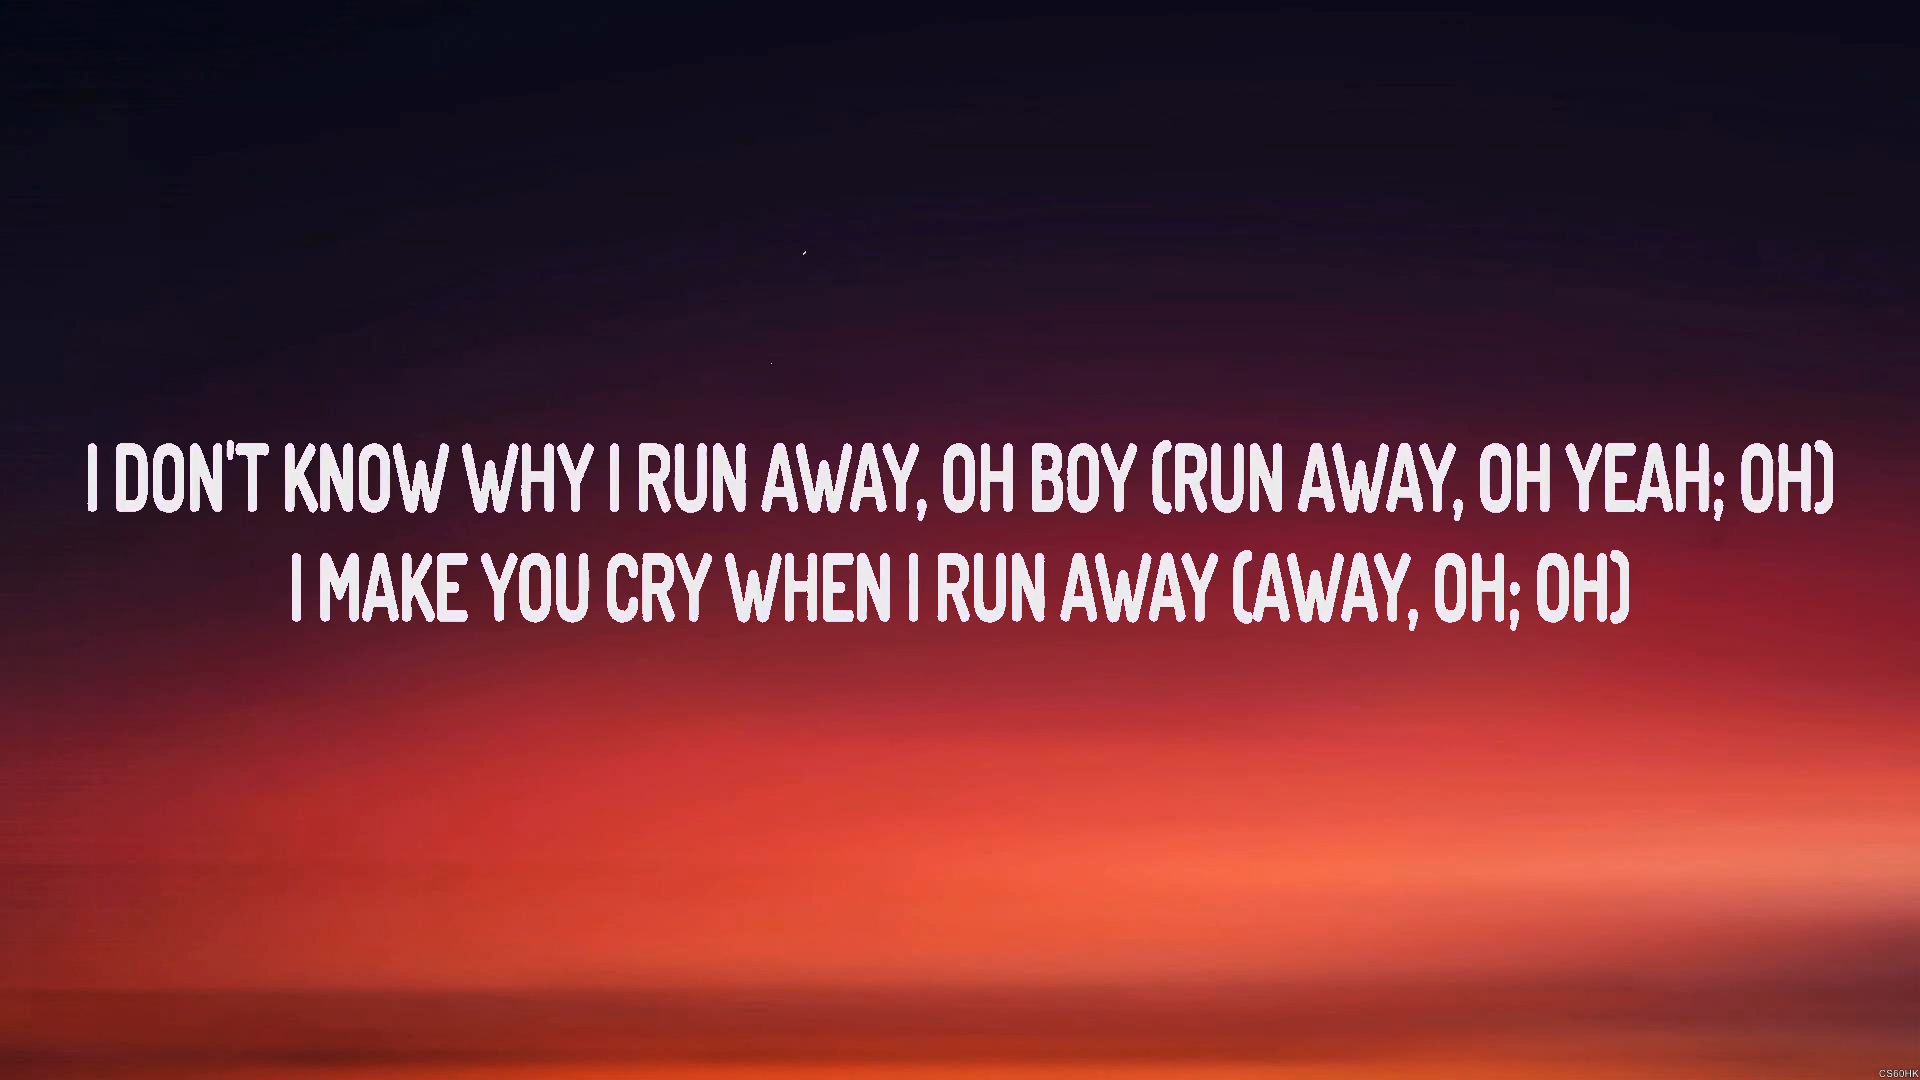 I DON'T KNOW WHY I RUN AWAY, OH BOY (RUN AWAY, OH YEAH; OH)
I MAKE YOU CRY WHEN I RUN AWAY (AWAY, OH; OH)
CS60HK